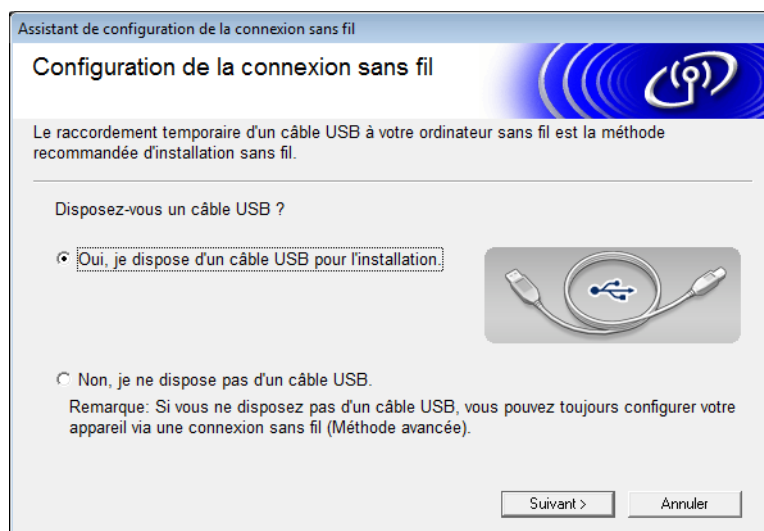 Assistant de configuration de la connexion sans fil
Configuration de la connexion sans fil
Le raccordement temporaire d'un câble USB à votre ordinateur sans fil est la méthode
recommandée d'installation sans fil.
Disposez-vous un câble USB ?
Oui, je dispose d'un câble USB pour l'installation.
Non, je ne dispose pas d'un câble USB.
Remarque: Si vous ne disposez pas d'un câble USB, vous pouvez toujours configurer votre
appareil via une connexion sans fil (Méthode avancée).
Suivant > Annuler